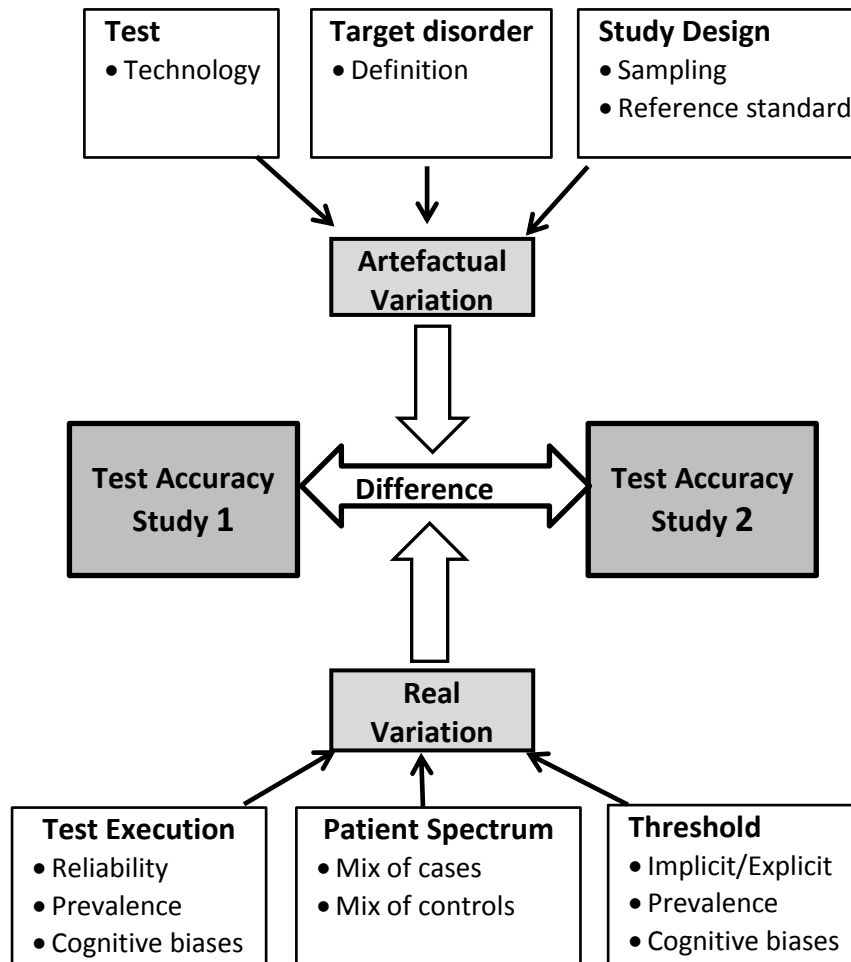 Test
• Technology
Target disorder
• Definition
Study Design
• Sampling
• Reference standard
Artefactual
Variation
Test Accuracy
Study 1
Difference
Test Accuracy
Study 2
Real
Variation
Test Execution
• Reliability
• Prevalence
• Cognitive biases
Patient Spectrum
• Mix of cases
• Mix of controls
Threshold
• Implicit/Explicit
• Prevalence
• Cognitive biases